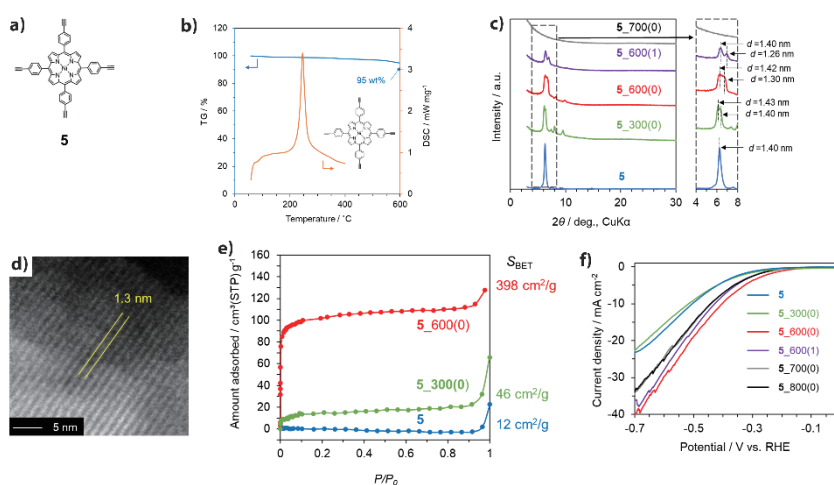 a)
5
b)
TG / %
120
100
80
60
40
20
0
0
200
400
600
Temperature / ˚C
4
3
2
1
0
DSC / mW mg⁻¹
95 wt%
c)
Intensity / a.u.
5_700(0)
5_600(1)
5_600(0)
5_300(0)
5
0
10
20
30
2θ / deg., CuKα
d =1.40 nm
d =1.26 nm
d =1.42 nm
d =1.30 nm
d =1.43 nm
d =1.40 nm
d =1.40 nm
4
6
8
d)
1.3 nm
5 nm
e)
Amount adsorbed / cm³(STP) g⁻¹
160
140
120
100
80
60
40
20
0
-20
0
0.2
0.4
0.6
0.8
1
P/P₀
S_BET
5_600(0)
398 cm²/g
5_300(0)
46 cm²/g
5
12 cm²/g
f)
Current density / mA cm⁻²
0
-10
-20
-30
-40
-0.7
-0.5
-0.3
-0.1
Potential / V vs. RHE
5
5_300(0)
5_600(0)
5_600(1)
5_700(0)
5_800(0)